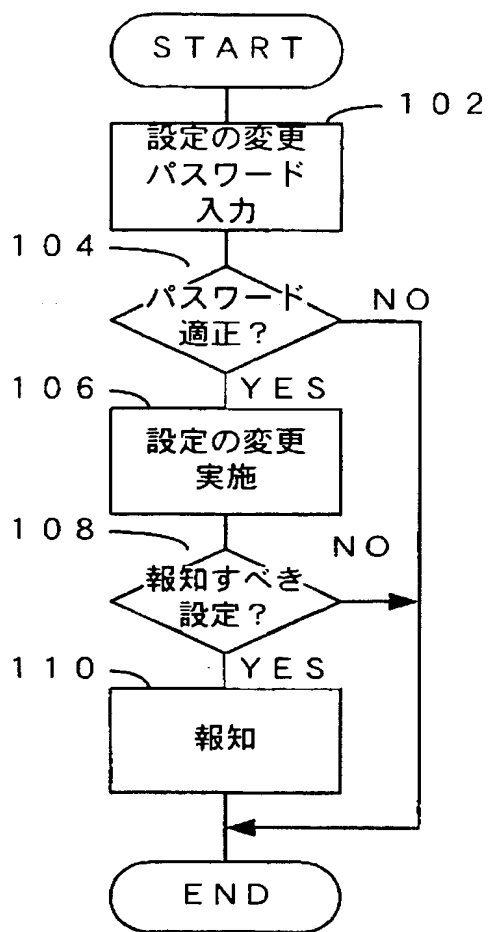 START
102
設定の変更
パスワード
入力
104
パスワード
適正?
NO
YES
106
設定の変更
実施
108
報知すべき
設定?
NO
YES
110
報知
END